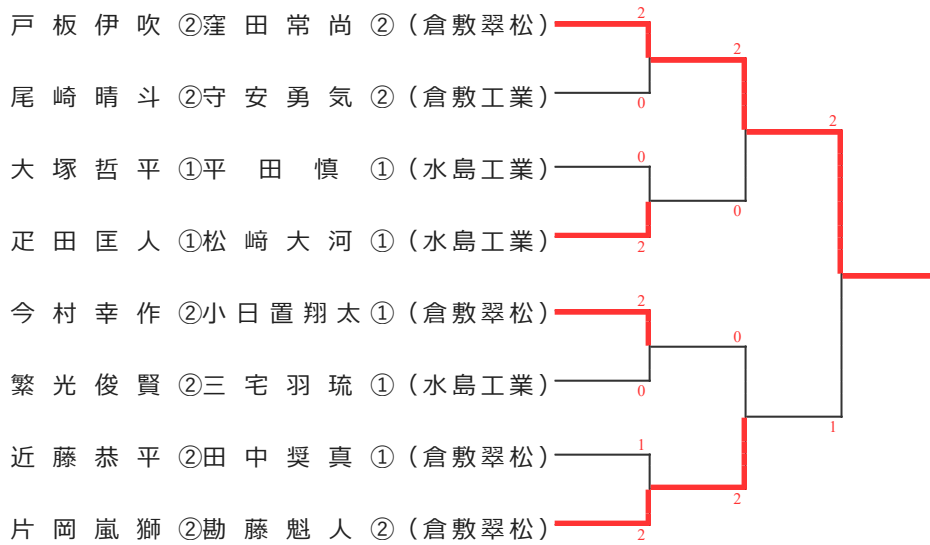 戸板伊吹 ②窪田常尚 ② (倉敷翠松) 2
2
尾崎晴斗 ②守安勇気 ② (倉敷工業) 0
2
大塚哲平 ①平田慎 ① (水島工業) 0
0
疋田匡人 ①松﨑大河 ① (水島工業) 2
今村幸作 ②小日置翔太 ① (倉敷翠松) 2
0
繁光俊賢 ②三宅羽琉 ① (水島工業) 0
1
近藤恭平 ②田中奨真 ① (倉敷翠松) 1
2
片岡嵐獅 ②勘藤魁人 ② (倉敷翠松) 2